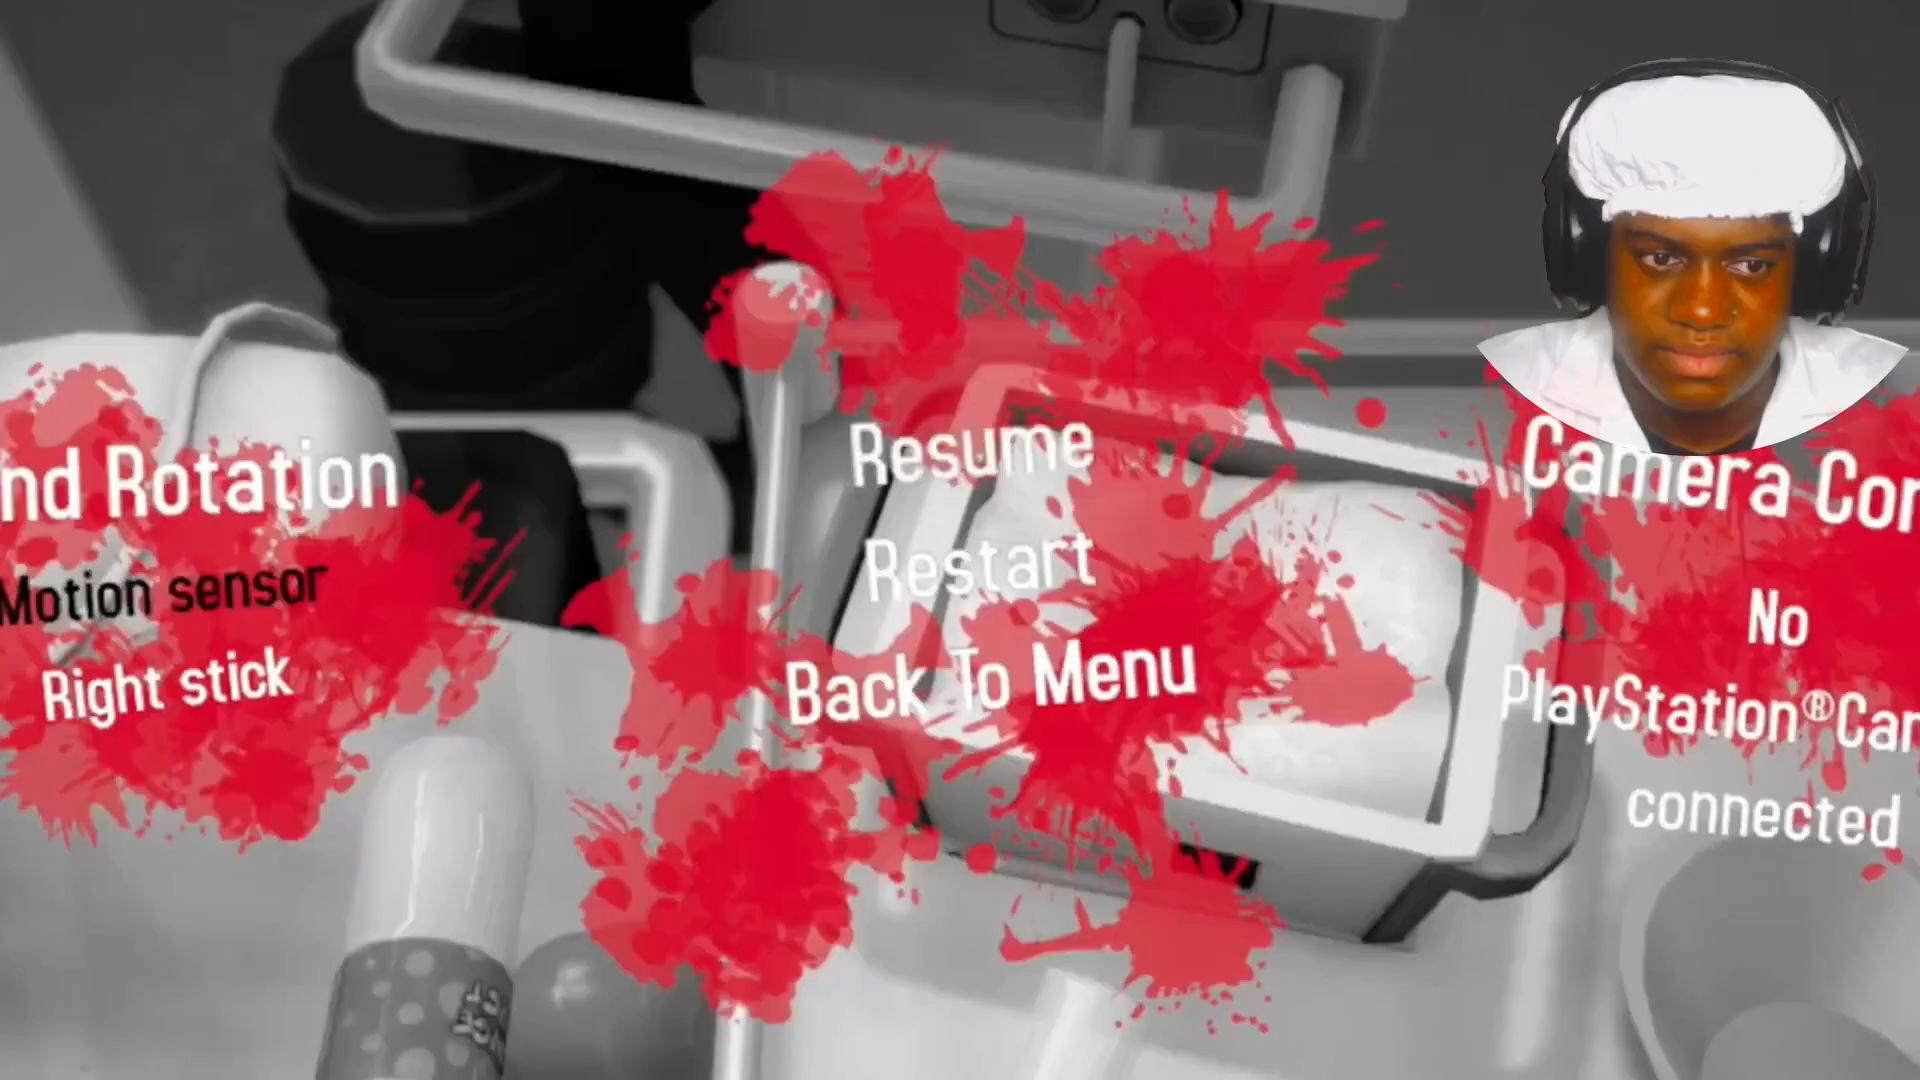 nd Rotation
Motion sensor
Right stick
Resume
Restart
Back To Menu
Camera Con
No
PlayStation®Cam
connected